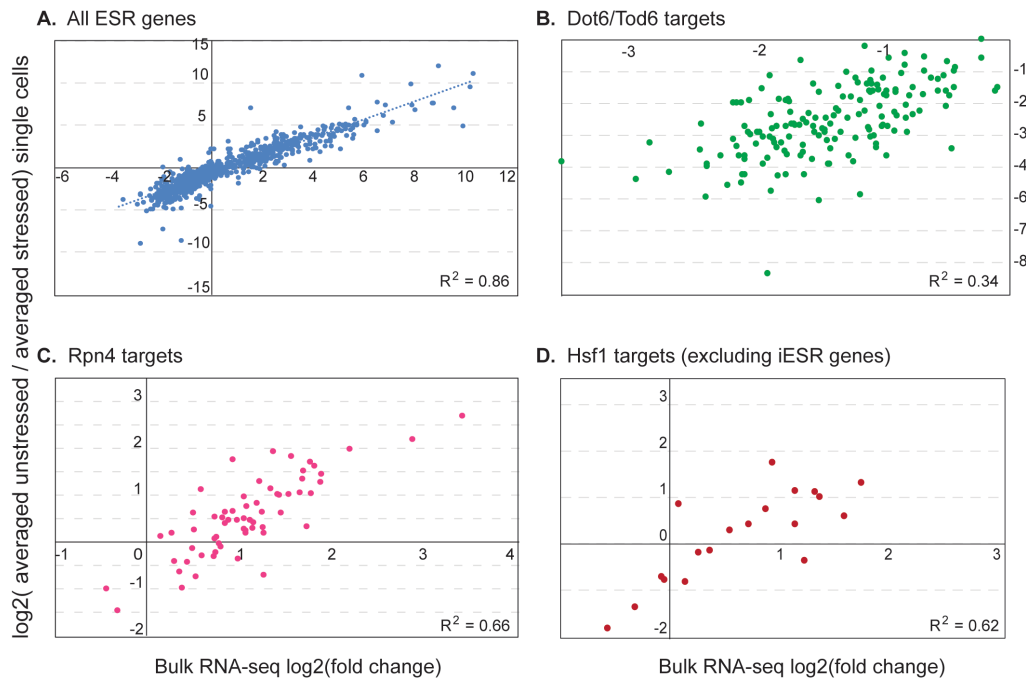 A. All ESR genes
15
10
5
-6 -2 2 4 6 8 10 12
-5
-10
-15
R² = 0.86
B. Dot6/Tod6 targets
-3 -2 -1
-1
-2
-3
-4
-5
-6
-7
-8
R² = 0.34
C. Rpn4 targets
3
2
1
0
-1 0 1 2 3 4
-1
-2
R² = 0.66
D. Hsf1 targets (excluding iESR genes)
3
2
1
0
0 1 2 3
-2
R² = 0.62
log2( averaged unstressed / averaged stressed) single cells
Bulk RNA-seq log2(fold change)
Bulk RNA-seq log2(fold change)